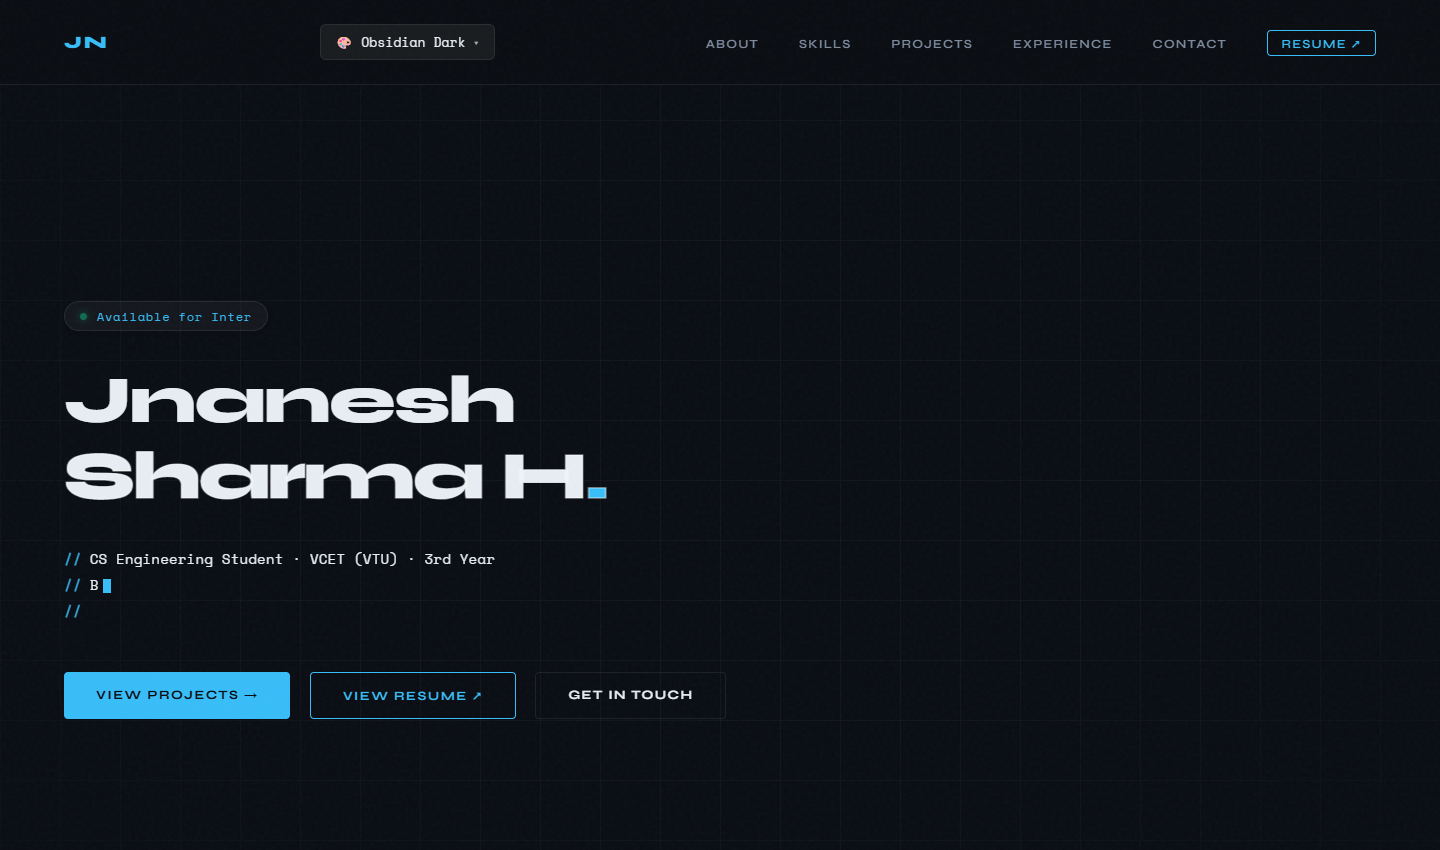 JN
🎨 Obsidian Dark ▾
ABOUT
SKILLS
PROJECTS
EXPERIENCE
CONTACT
RESUME ↗
Available for Inter
Jnanesh
Sharma H.
// CS Engineering Student · VCET (VTU) · 3rd Year
// B
//
VIEW PROJECTS →
VIEW RESUME ↗
GET IN TOUCH